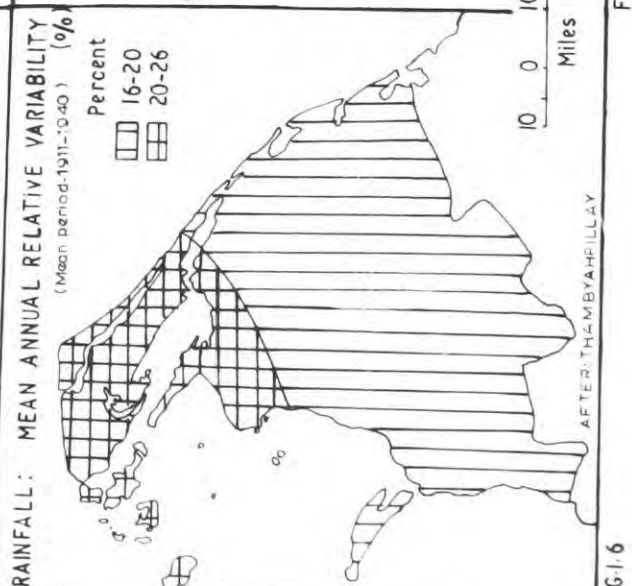 RAINFALL: MEAN ANNUAL RELATIVE VARIABILITY
(%)
(Mean period-1911-1940)
Percent
16-20
20-26
10 0 10
Miles
AFTER:THAMBYAHPILLAY
G-1.6
F